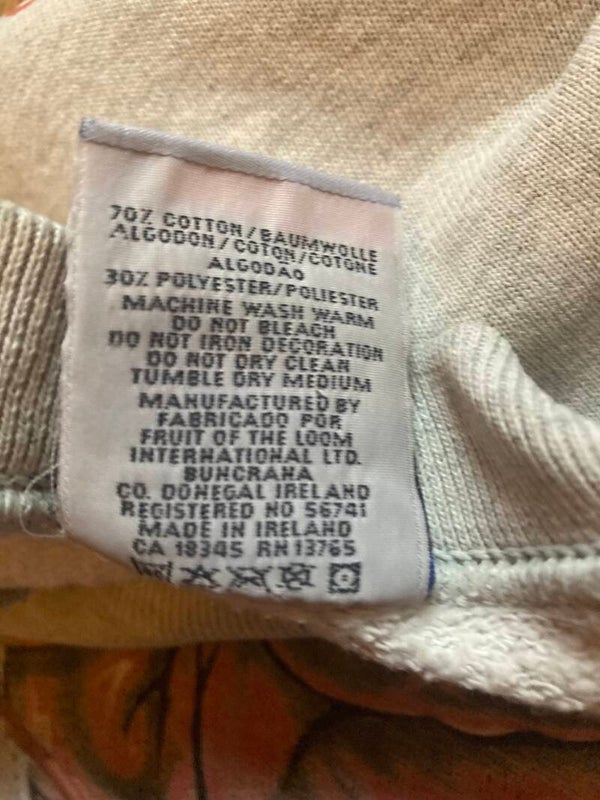 70% COTTON/BAUMWOLLE
ALGODON/COTON/COTONE
ALGODAO
30% POLYESTER/POLIESTER
MACHINE WASH WARM
DO NOT BLEACH
DO NOT IRON DECORATION
DO NOT DRY CLEAN
TUMBLE DRY MEDIUM
MANUFACTURED BY
FABRICADO POR
FRUIT OF THE LOOM
INTERNATIONAL LTD.
BUNCRANA
CO. DONEGAL IRELAND
REGISTERED NO 56741
MADE IN IRELAND
CA 18345 RN 13765